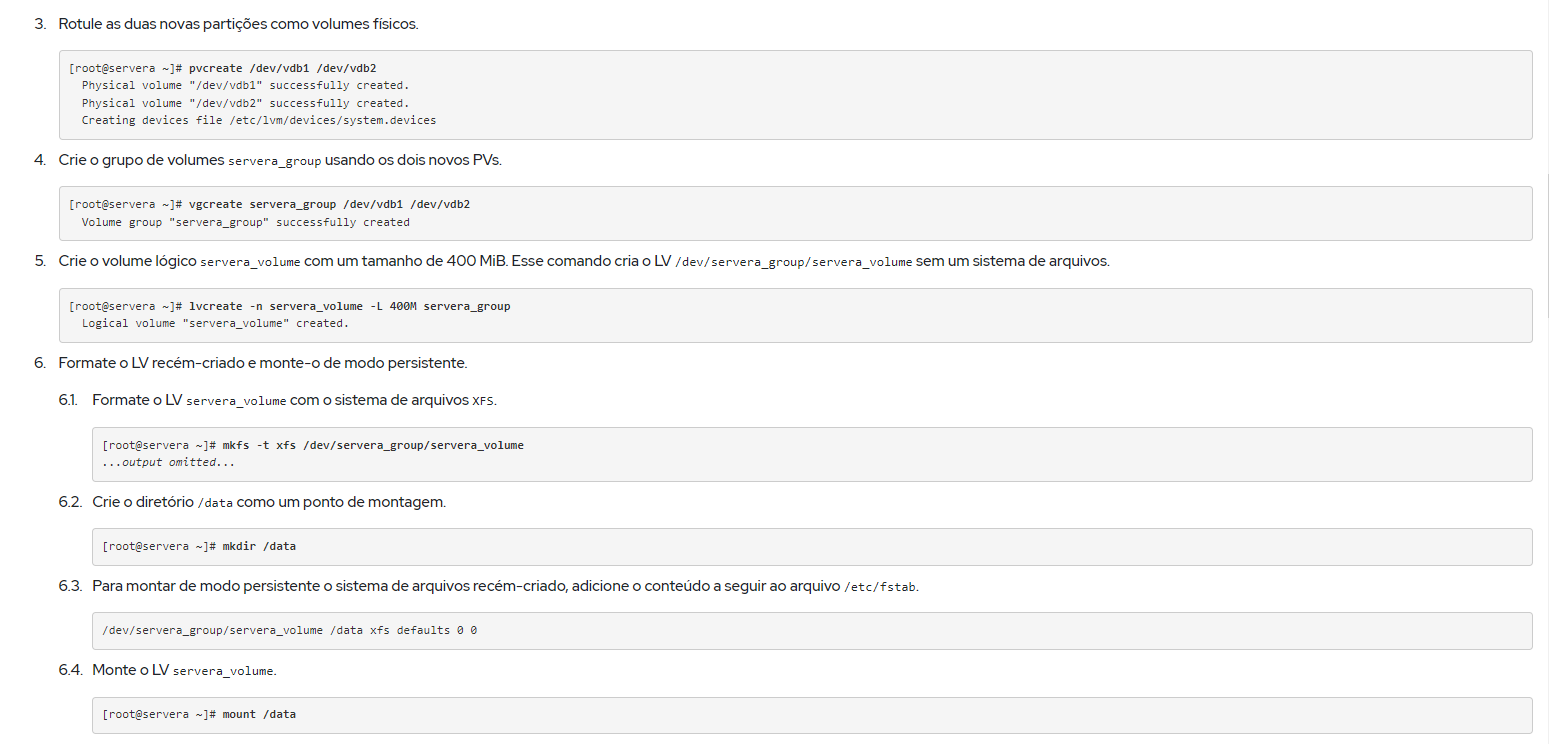 3. Rotule as duas novas partições como volumes físicos.
[root@servera ~]# pvcreate /dev/vdb1 /dev/vdb2
Physical volume "/dev/vdb1" successfully created.
Physical volume "/dev/vdb2" successfully created.
Creating devices file /etc/lvm/devices/system.devices
4. Crie o grupo de volumes servera_group usando os dois novos PVs.
[root@servera ~]# vgcreate servera_group /dev/vdb1 /dev/vdb2
Volume group "servera_group" successfully created
5. Crie o volume lógico servera_volume com um tamanho de 400 MiB. Esse comando cria o LV /dev/servera_group/servera_volume sem um sistema de arquivos.
[root@servera ~]# lvcreate -n servera_volume -L 400M servera_group
Logical volume "servera_volume" created.
6. Formate o LV recém-criado e monte-o de modo persistente.
6.1. Formate o LV servera_volume com o sistema de arquivos XFS.
[root@servera ~]# mkfs -t xfs /dev/servera_group/servera_volume
...output omitted...
6.2. Crie o diretório /data como um ponto de montagem.
[root@servera ~]# mkdir /data
6.3. Para montar de modo persistente o sistema de arquivos recém-criado, adicione o conteúdo a seguir ao arquivo /etc/fstab.
/dev/servera_group/servera_volume /data xfs defaults 0 0
6.4. Monte o LV servera_volume.
[root@servera ~]# mount /data